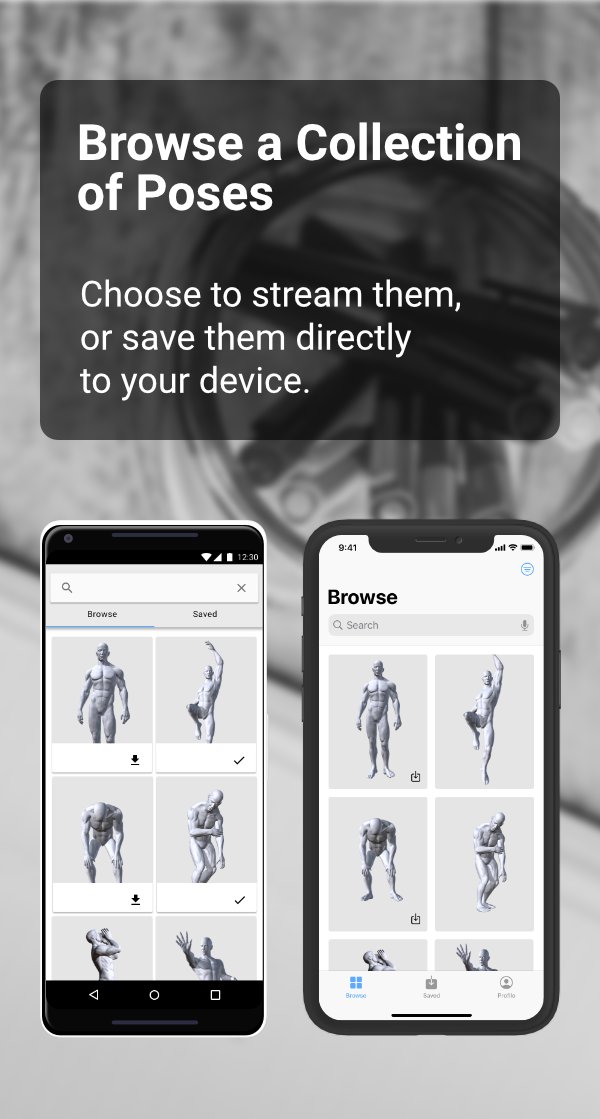 Browse a Collection
of Poses
Choose to stream them,
or save them directly
to your device.
12:30
Browse
Saved
9:41
Browse
Search
Browse
Saved
Profile